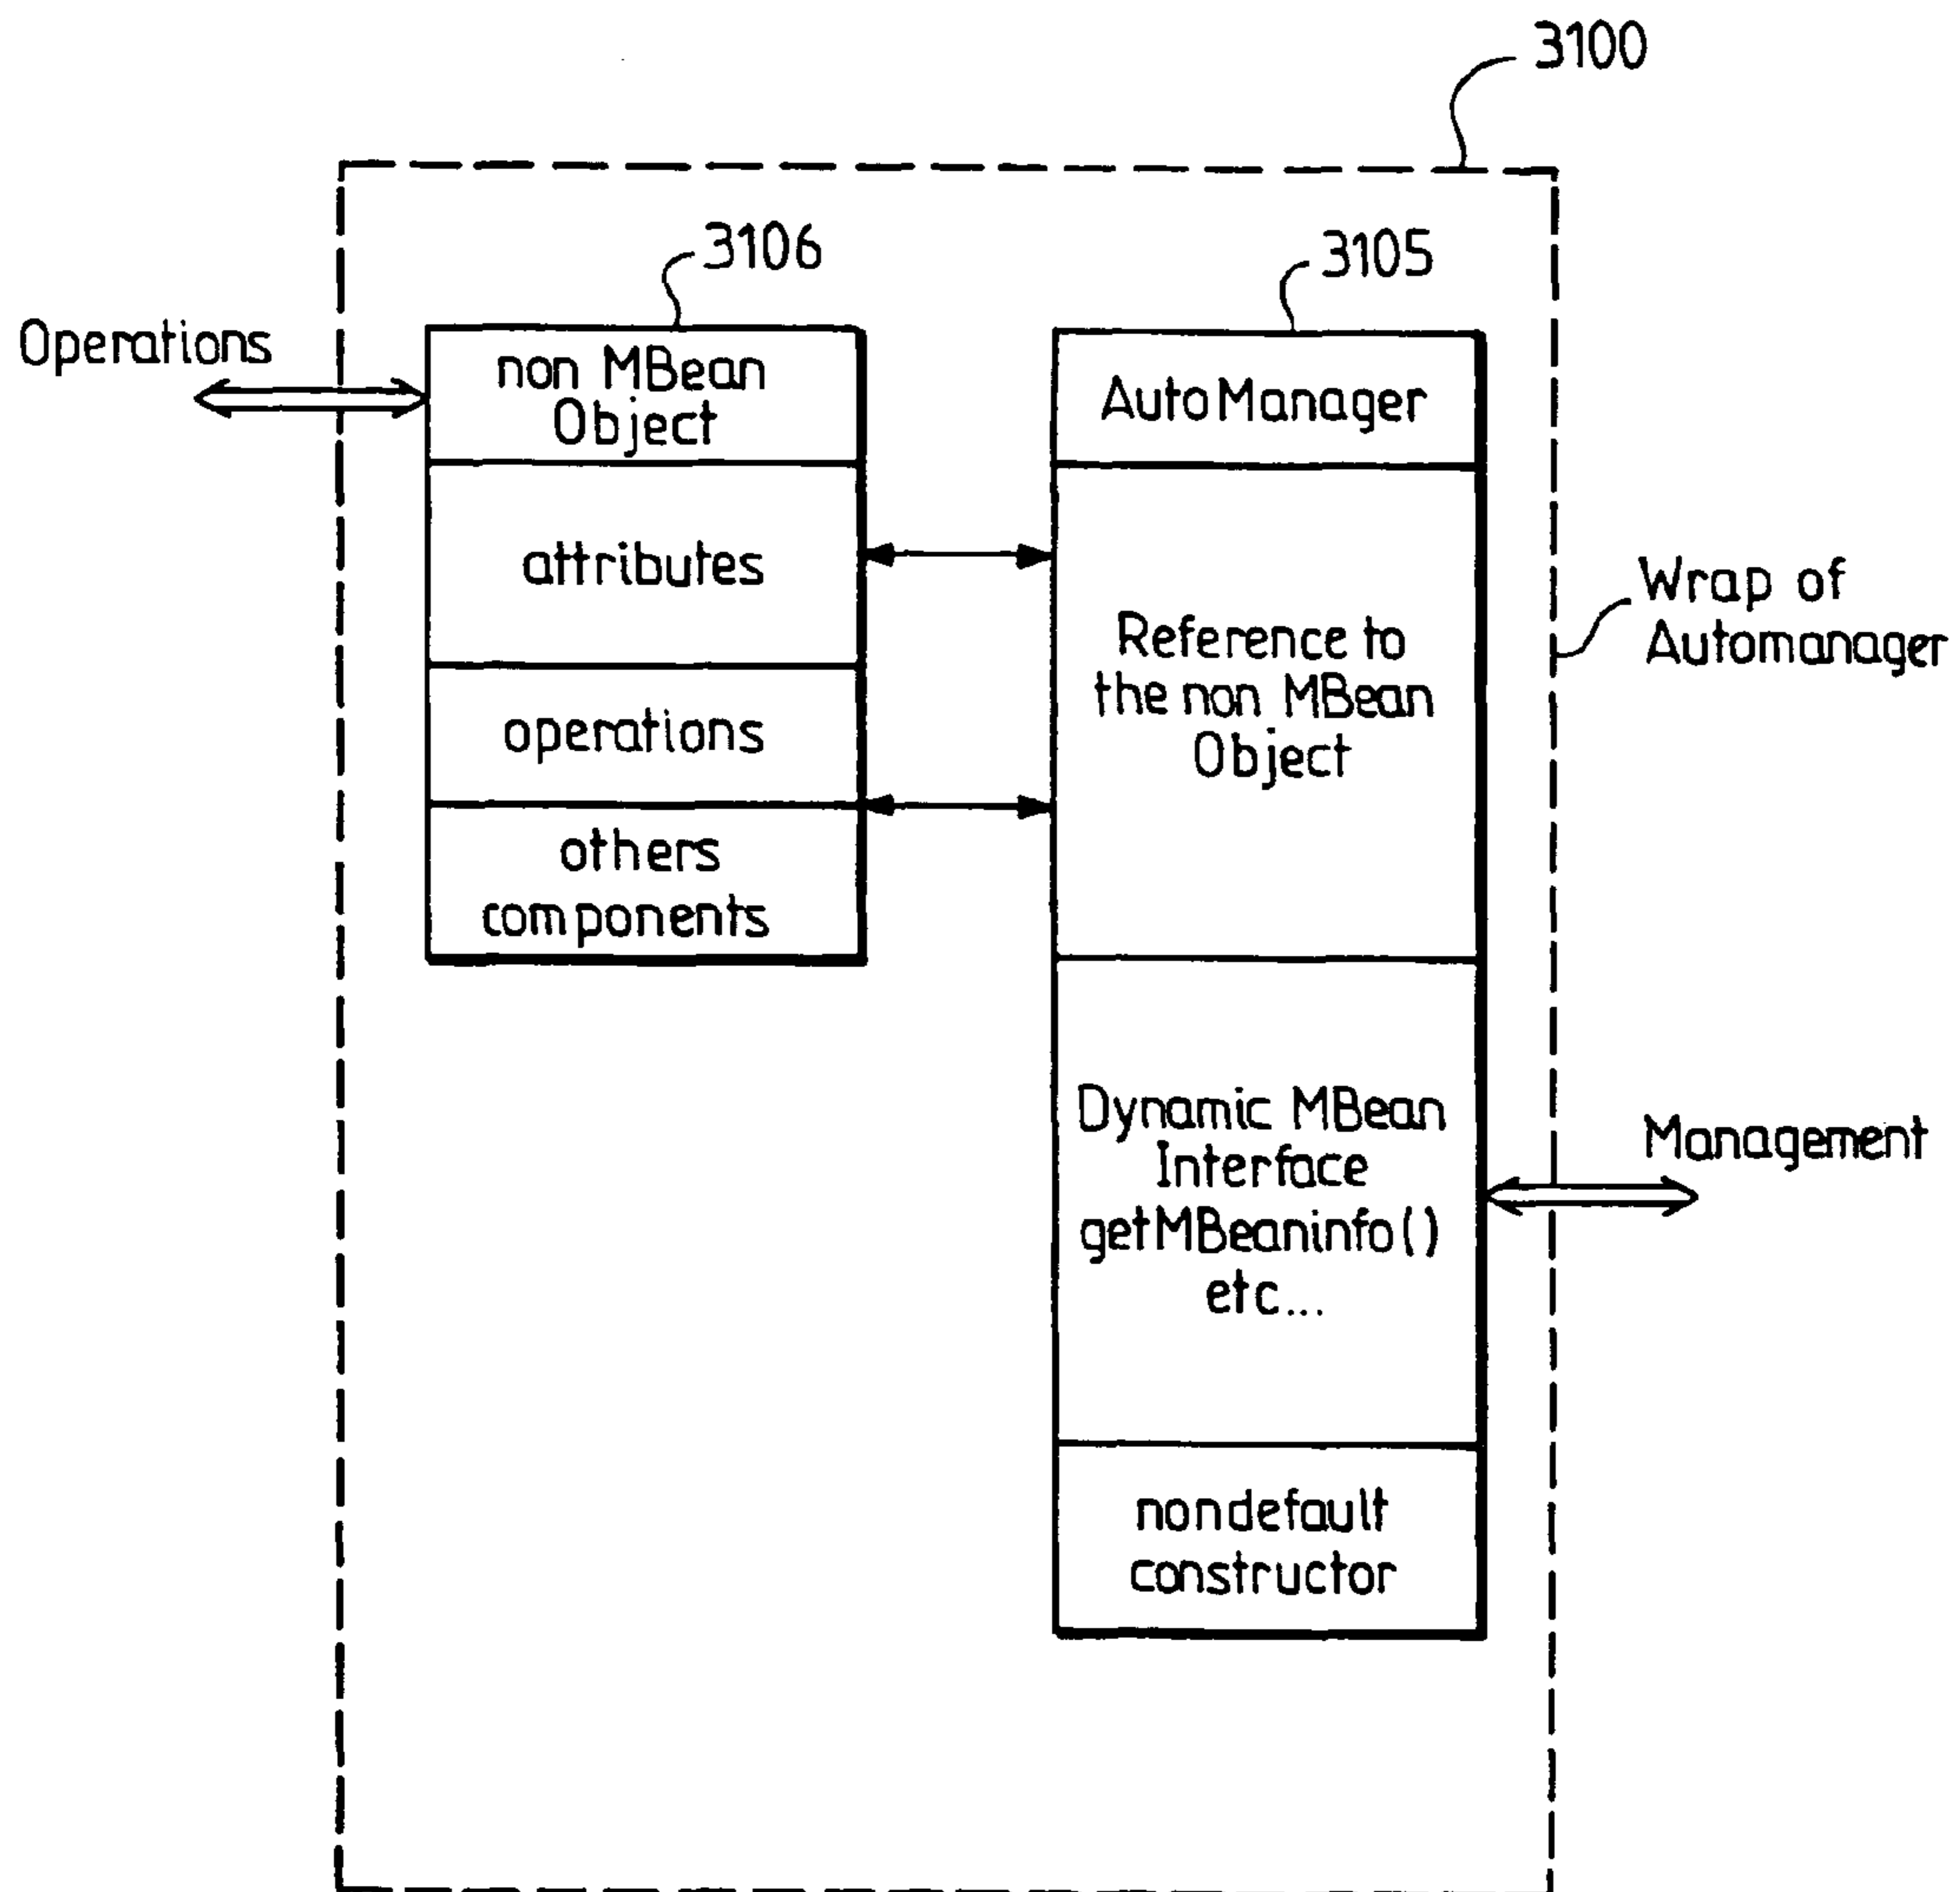 3100
3106
3105
Operations
non MBean
Object
attributes
operations
others
components
AutoManager
Reference to
the non MBean
Object
Dynamic MBean
Interface
getMBeaninfo()
etc...
nondefault
constructor
Wrap of
Automanager
Management